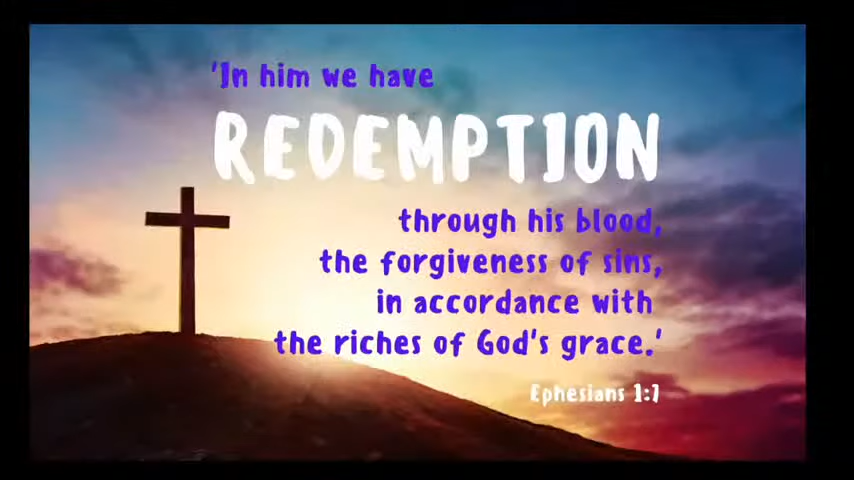 'In him we have
REDEMPTION
through his blood,
the forgiveness of sins,
in accordance with
the riches of God's grace.'
Ephesians 1:7